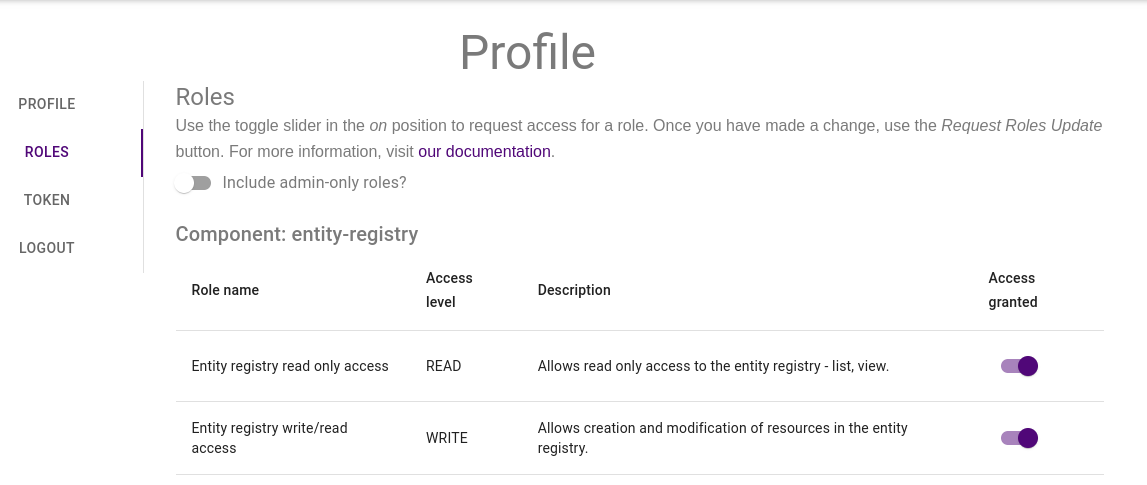 Profile
PROFILE
ROLES
TOKEN
LOGOUT
Roles
Use the toggle slider in the on position to request access for a role. Once you have made a change, use the Request Roles Update
button. For more information, visit our documentation.
Include admin-only roles?
Component: entity-registry
Role name
Access
level
Description
Access
granted
Entity registry read only access
READ
Allows read only access to the entity registry - list, view.
Entity registry write/read
access
WRITE
Allows creation and modification of resources in the entity
registry.